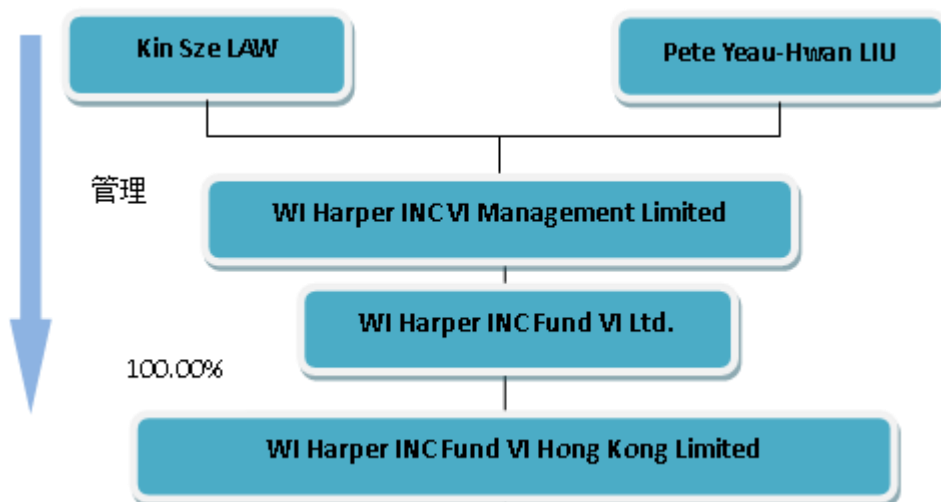 Kin Sze LAW
Pete Yeau-Hwan LIU
管理
WI Harper INC VI Management Limited
WI Harper INC Fund VI Ltd.
100.00%
WI Harper INC Fund VI Hong Kong Limited